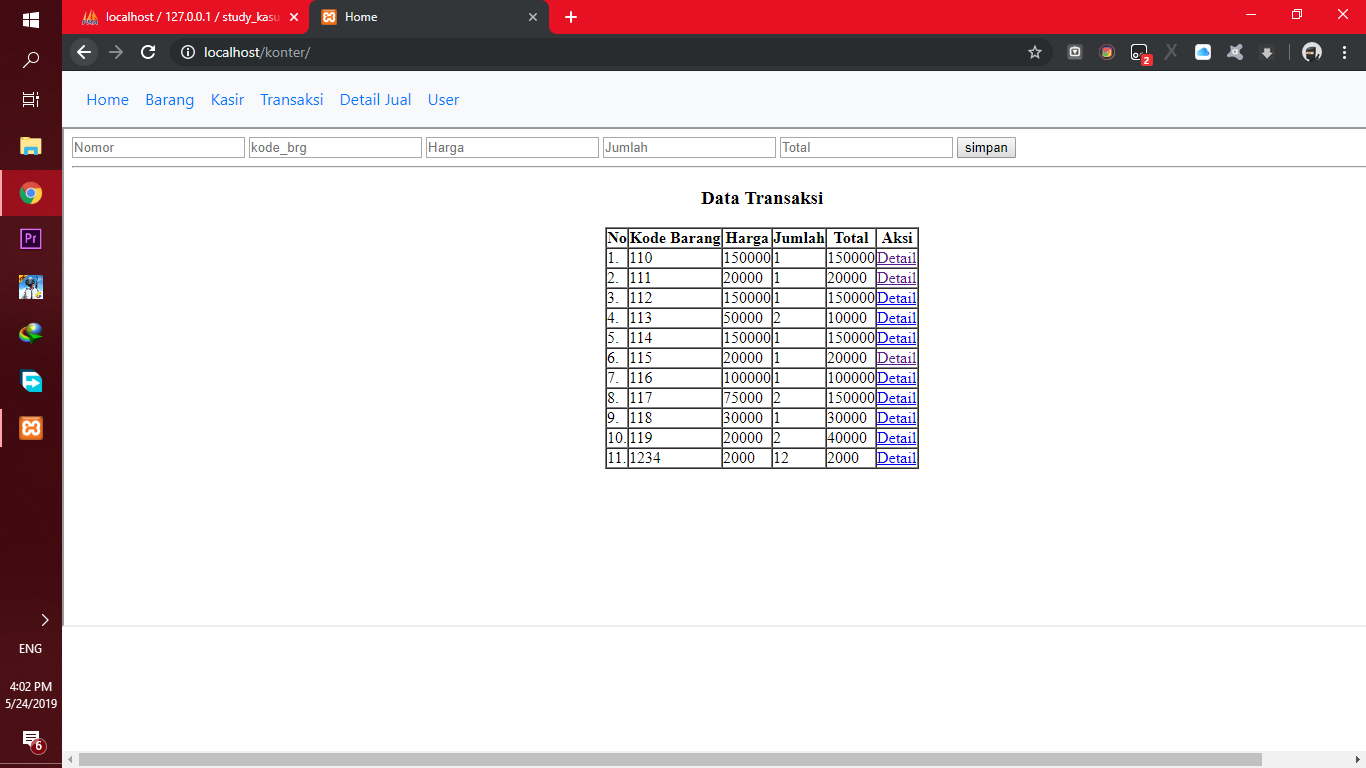 localhost / 127.0.0.1 / study_kasu
Home
localhost/konter/
2
Home Barang Kasir Transaksi Detail Jual User
Nomor kode_brg Harga Jumlah Total simpan
Data Transaksi
No Kode Barang Harga Jumlah Total Aksi
1. 110 150000 1 150000 Detail
2. 111 20000 1 20000 Detail
3. 112 150000 1 150000 Detail
4. 113 50000 2 10000 Detail
5. 114 150000 1 150000 Detail
6. 115 20000 1 20000 Detail
7. 116 100000 1 100000 Detail
8. 117 75000 2 150000 Detail
9. 118 30000 1 30000 Detail
10. 119 20000 2 40000 Detail
11. 1234 2000 12 2000 Detail
Pr
ENG
4:02 PM
5/24/2019
6